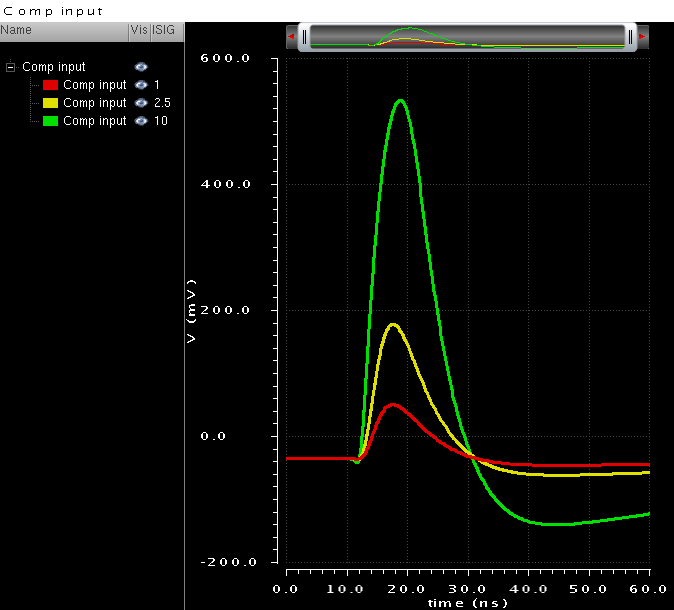 Comp input
Name Vis ISIG
Comp input
Comp input 1
Comp input 2.5
Comp input 10
600.0
400.0
200.0
0.0
-200.0
V (mV)
0.0 10.0 20.0 30.0 40.0 50.0 60.0
time (ns)